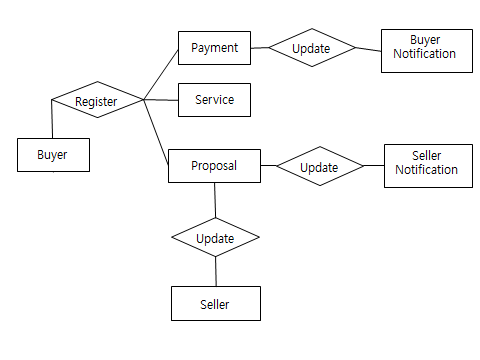 Payment
Update
Buyer
Notification
Register
Service
Buyer
Proposal
Update
Seller
Notification
Update
Seller